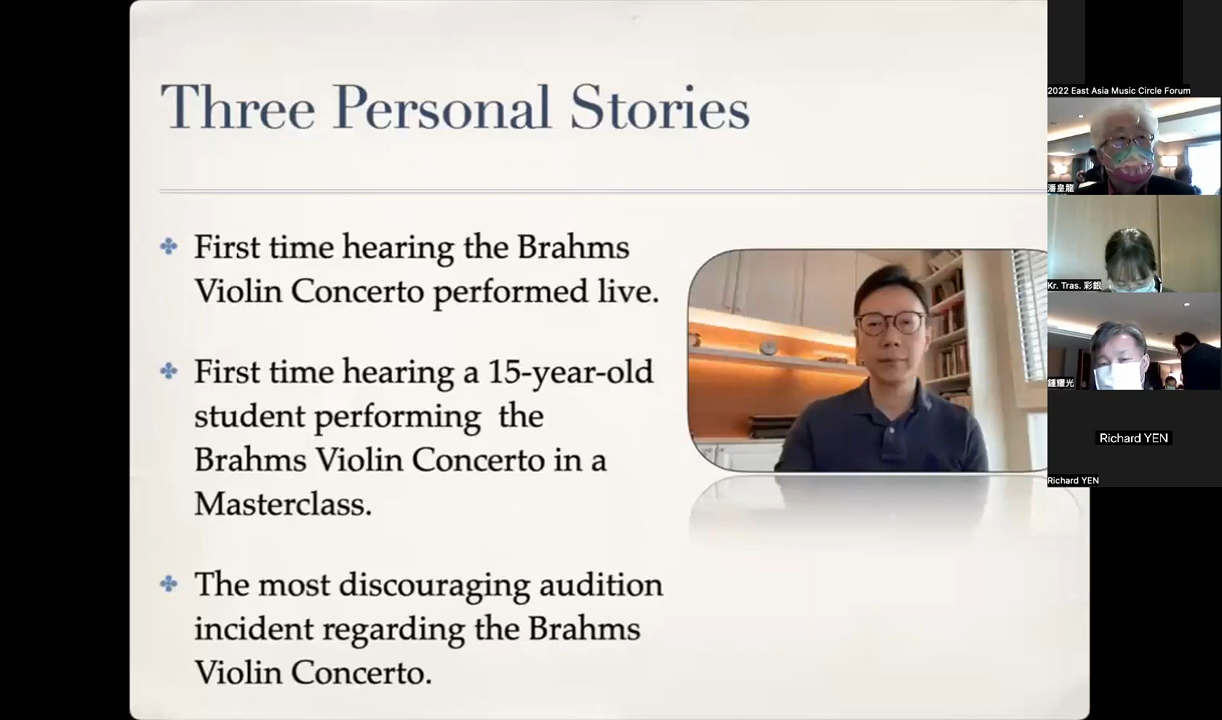 Three Personal Stories
First time hearing the Brahms
Violin Concerto performed live.
First time hearing a 15-year-old
student performing the
Brahms Violin Concerto in a
Masterclass.
The most discouraging audition
incident regarding the Brahms
Violin Concerto.
2022 East Asia Music Circle Forum
潘皇龍
Kr. Tras. 彩銀
鍾耀光
Richard YEN
Richard YEN